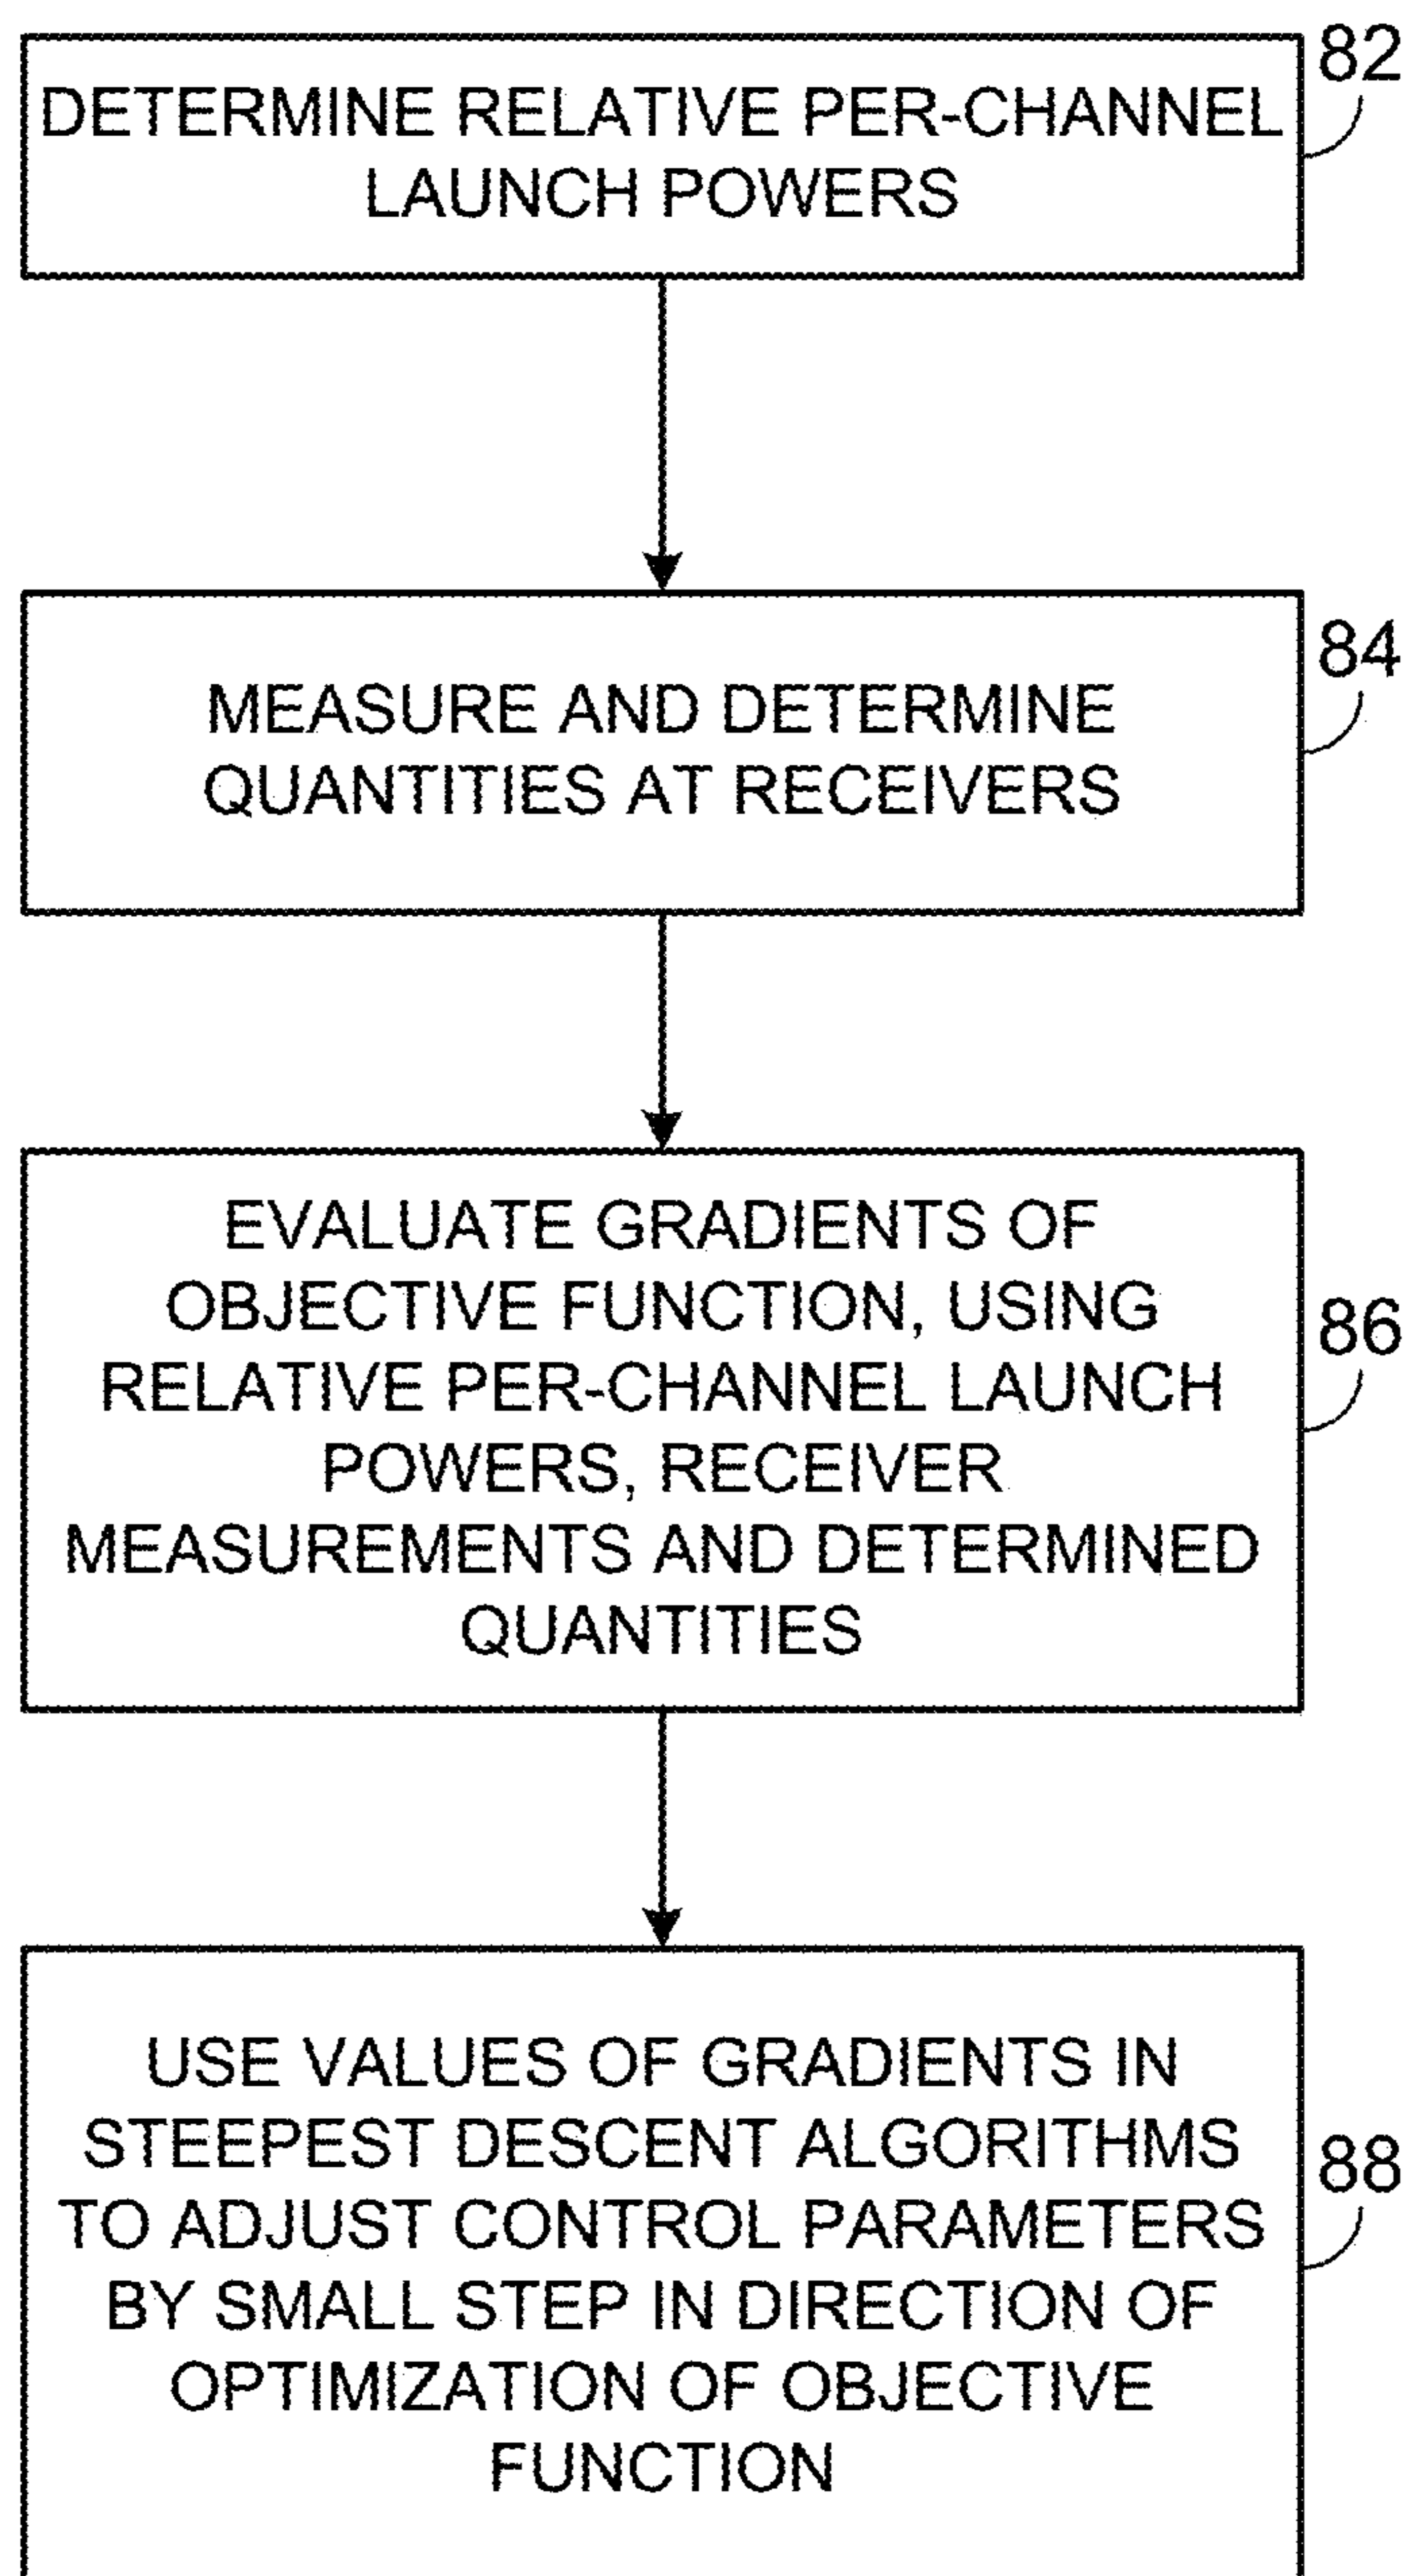 82
DETERMINE RELATIVE PER-CHANNEL
LAUNCH POWERS
84
MEASURE AND DETERMINE
QUANTITIES AT RECEIVERS
EVALUATE GRADIENTS OF
OBJECTIVE FUNCTION, USING
86
RELATIVE PER-CHANNEL LAUNCH
POWERS, RECEIVER
MEASUREMENTS AND DETERMINED
QUANTITIES
USE VALUES OF GRADIENTS IN
STEEPEST DESCENT ALGORITHMS
88
TO ADJUST CONTROL PARAMETERS
BY SMALL STEP IN DIRECTION OF
OPTIMIZATION OF OBJECTIVE
FUNCTION